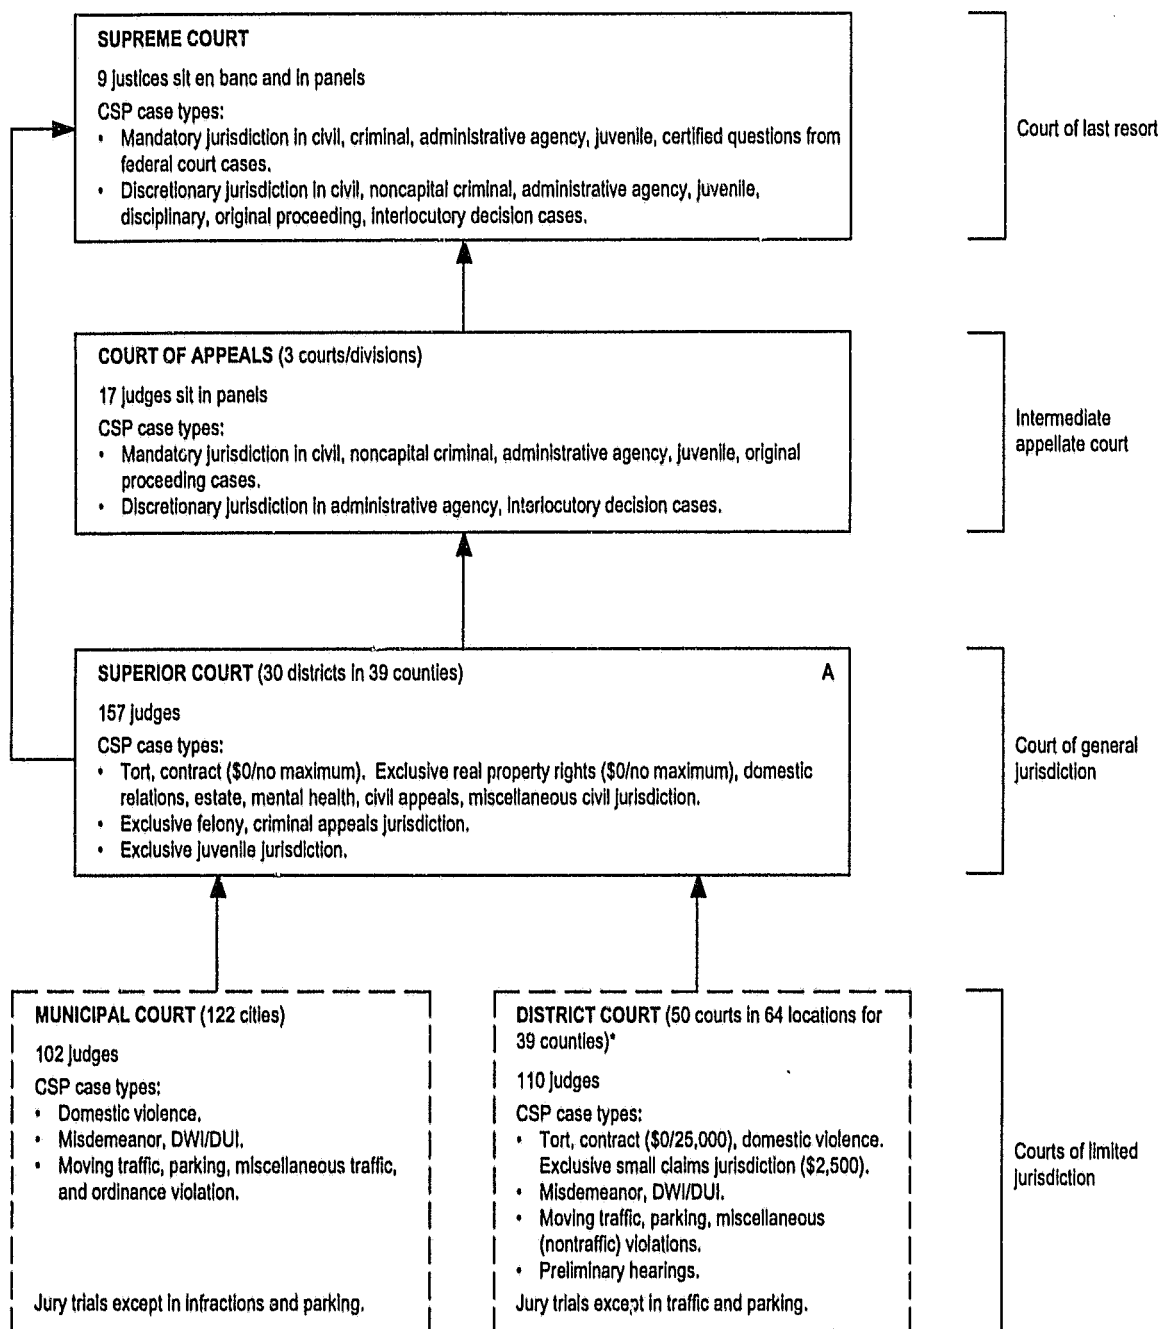 SUPREME COURT
9 justices sit en banc and in panels
CSP case types:
• Mandatory jurisdiction in civil, criminal, administrative agency, juvenile, certified questions from
federal court cases.
• Discretionary jurisdiction in civil, noncapital criminal, administrative agency, juvenile,
disciplinary, original proceeding, interlocutory decision cases.
Court of last resort
COURT OF APPEALS (3 courts/divisions)
17 judges sit in panels
CSP case types:
• Mandatory jurisdiction in civil, noncapital criminal, administrative agency, juvenile, original
proceeding cases.
• Discretionary jurisdiction in administrative agency, interlocutory decision cases.
Intermediate
appellate court
SUPERIOR COURT (30 districts in 39 counties) A
157 judges
CSP case types:
• Tort, contract ($0/no maximum). Exclusive real property rights ($0/no maximum), domestic
relations, estate, mental health, civil appeals, miscellaneous civil jurisdiction.
• Exclusive felony, criminal appeals jurisdiction.
• Exclusive juvenile jurisdiction.
Court of general
jurisdiction
MUNICIPAL COURT (122 cities)
102 judges
CSP case types:
• Domestic violence.
• Misdemeanor, DWI/DUI.
• Moving traffic, parking, miscellaneous traffic,
and ordinance violation.
Jury trials except in infractions and parking.
DISTRICT COURT (50 courts in 64 locations for
39 counties)*
110 judges
CSP case types:
• Tort, contract ($0/25,000), domestic violence.
Exclusive small claims jurisdiction ($2,500).
• Misdemeanor, DWI/DUI.
• Moving traffic, parking, miscellaneous
(nontraffic) violations.
• Preliminary hearings.
Jury trials except in traffic and parking.
Courts of limited
jurisdiction